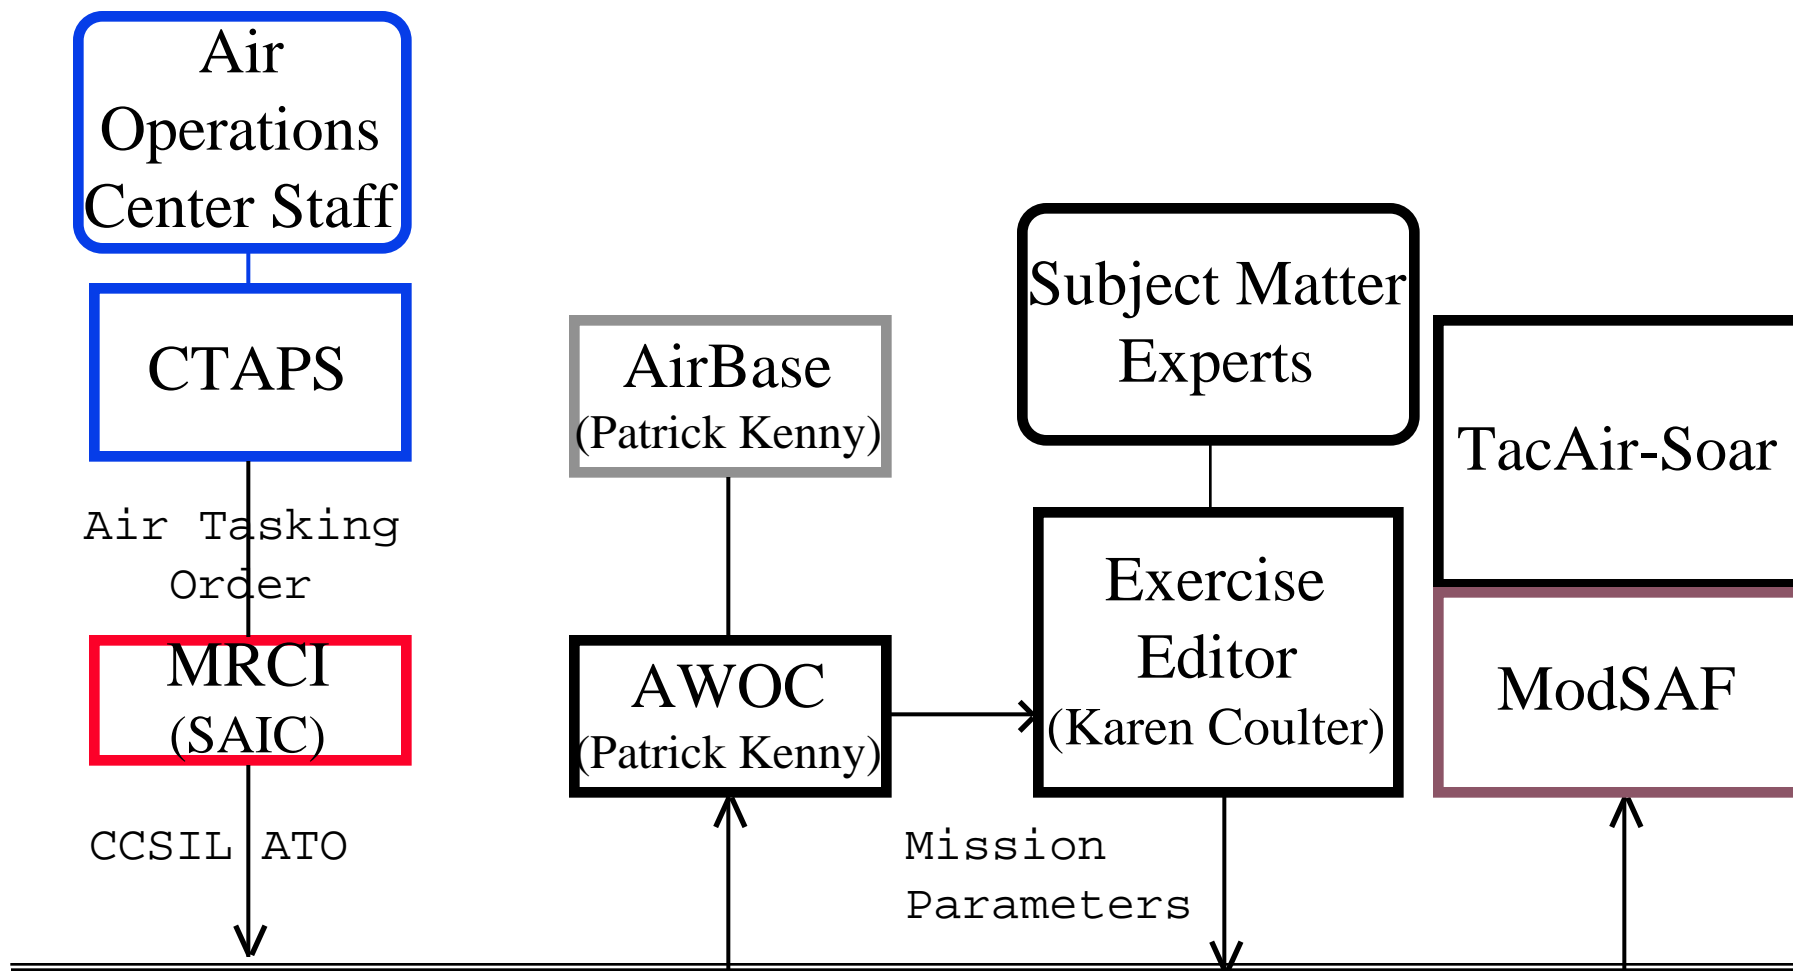 Air
Operations
Center Staff
CTAPS
Air Tasking
Order
MRCI
(SAIC)
CCSIL ATO
AirBase
(Patrick Kenny)
AWOC
(Patrick Kenny)
Subject Matter
Experts
Exercise
Editor
(Karen Coulter)
Mission
Parameters
TacAir-Soar
ModSAF